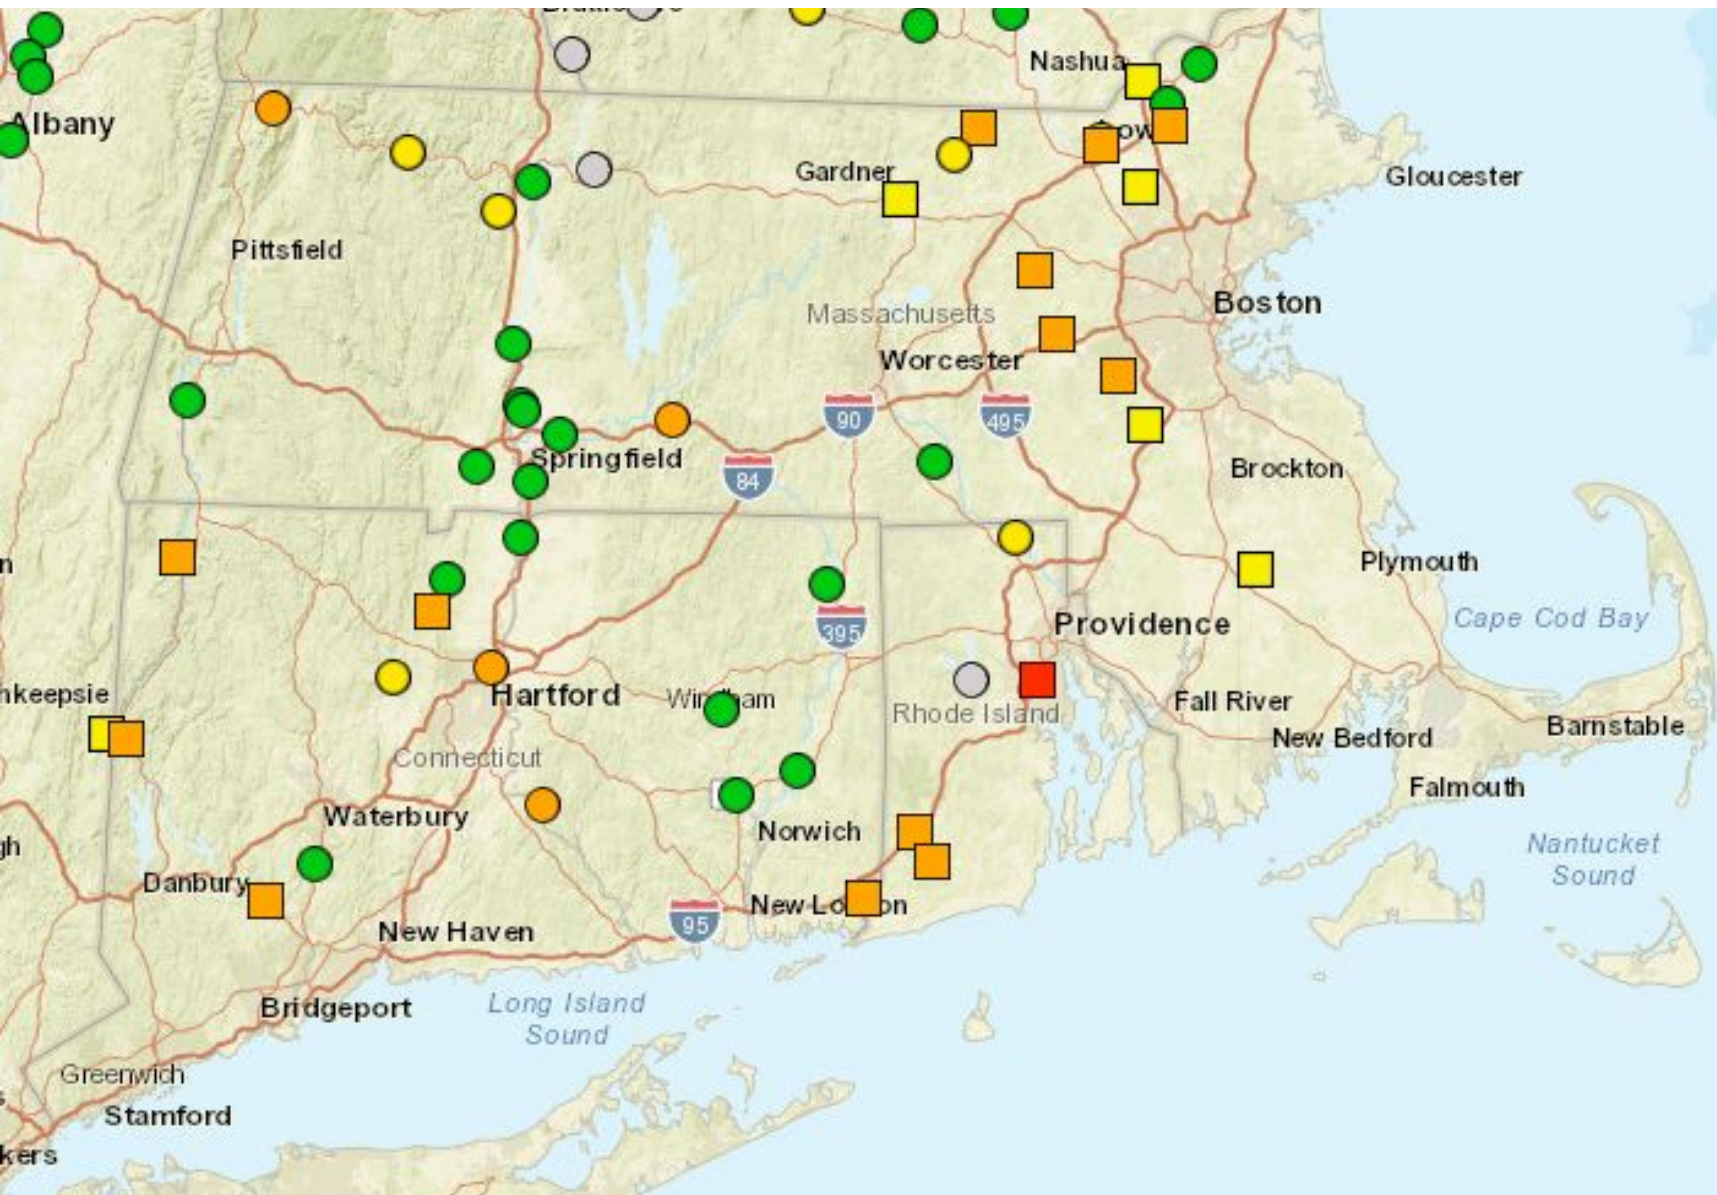 Nashua
Albany
Gardner
Gloucester
Pittsfield
Boston
Massachusetts
Worcester
90
495
Springfield
84
Brockton
Plymouth
Cape Cod Bay
395
Providence
Hartford
Rhode Island
Fall River
New Bedford
Barnstable
Connecticut
Falmouth
Waterbury
Norwich
Nantucket
Sound
Danbury
95
New Haven
Long Island
Sound
Bridgeport
Greenwich
Stamford